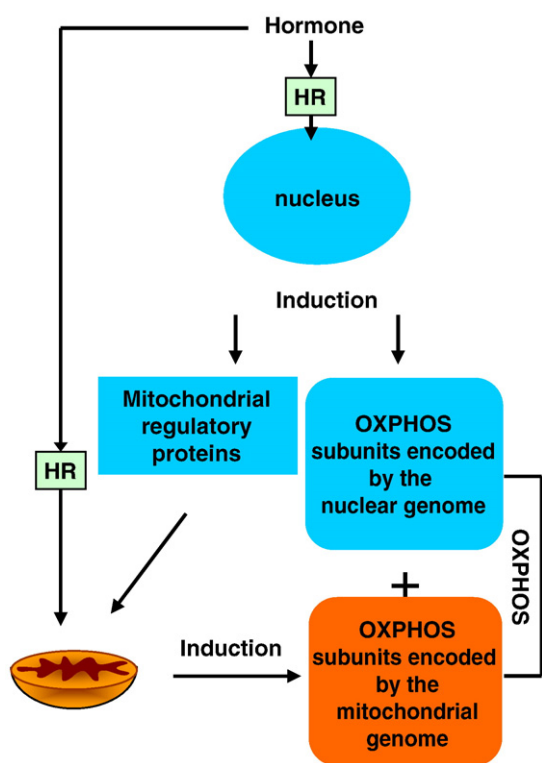 Hormone
HR
nucleus
Induction
Mitochondrial
regulatory
proteins
OXPHOS
subunits encoded
by the
nuclear genome
HR
OXPHOS
+
Induction
OXPHOS
subunits encoded
by the
mitochondrial
genome